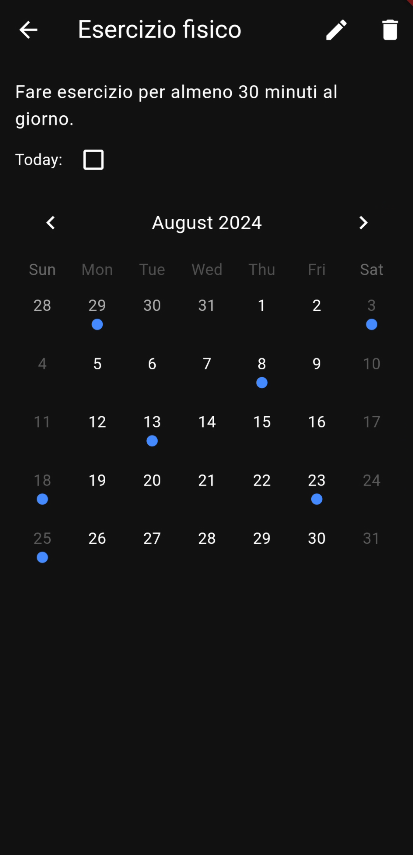 Esercizio fisico
Fare esercizio per almeno 30 minuti al
giorno.
Today:
August 2024
Sun Mon Tue Wed Thu Fri Sat
28 29 30 31 1 2 3
4 5 6 7 8 9 10
11 12 13 14 15 16 17
18 19 20 21 22 23 24
25 26 27 28 29 30 31